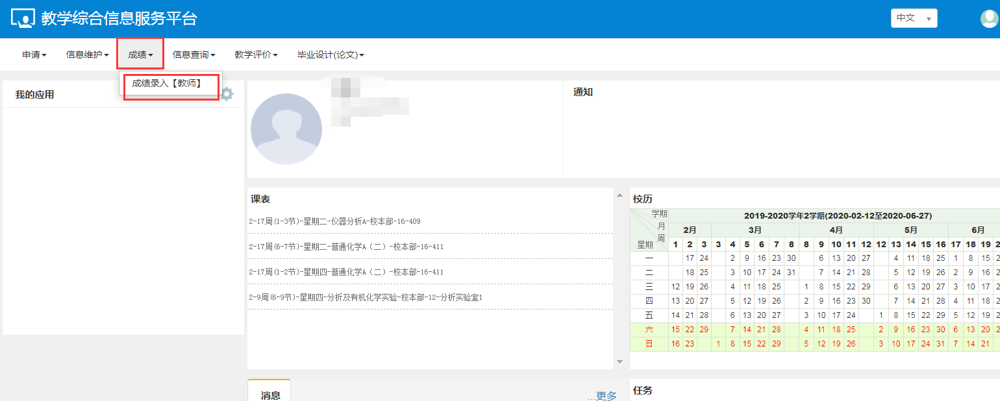 教学综合信息服务平台
中文
申请 信息维护 成绩 信息查询 教学评价 毕业设计(论文)
成绩录入【教师】
我的应用
通知
课表
2-17周(1-3节)-星期二-仪器分析A-校本部-16-409
2-17周(6-7节)-星期二-普通化学A（二）-校本部-16-411
2-17周(1-2节)-星期四-普通化学A（二）-校本部-16-411
2-9周(6-9节)-星期四-分析及有机化学实验-校本部-12-分析实验室1
校历
学期 2019-2020学年2学期(2020-02-12至2020-06-27)
月 2月 3月 4月 5月 6月
周
星期 1 2 3 3 4 5 6 7 8 8 9 10 11 12 12 13 14 15 16 17 18 19 2
一 17 24 2 9 16 23 30 6 13 20 27 4 11 18 25 1 8 15 2
二 18 25 3 10 17 24 31 7 14 21 28 5 12 19 26 2 9 16 2
三 12 19 26 4 11 18 25 1 8 15 22 29 6 13 20 27 3 10 17 2
四 13 20 27 5 12 19 26 2 9 16 23 30 7 14 21 28 4 11 18 2
五 14 21 28 6 13 20 27 3 10 17 24 1 8 15 22 29 5 12 19 2
六 15 22 29 7 14 21 28 4 11 18 25 2 9 16 23 30 6 13 20 2
日 16 23 1 8 15 22 29 5 12 19 26 3 10 17 24 31 7 14 21
消息
...更多
任务